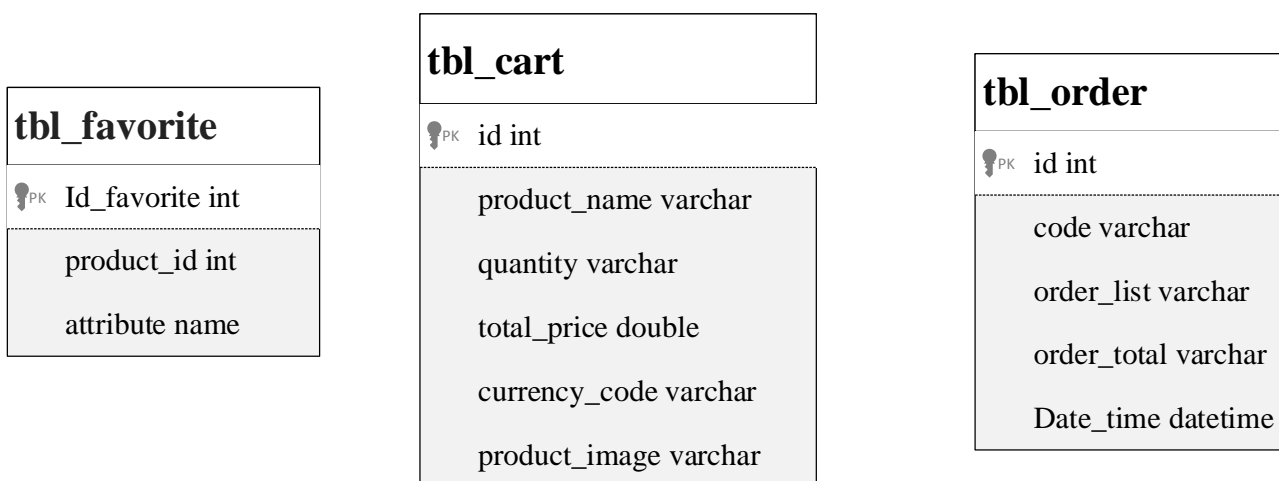 tbl_favorite
PK Id_favorite int
product_id int
attribute name
tbl_cart
PK id int
product_name varchar
quantity varchar
total_price double
currency_code varchar
product_image varchar
tbl_order
PK id int
code varchar
order_list varchar
order_total varchar
Date_time datetime